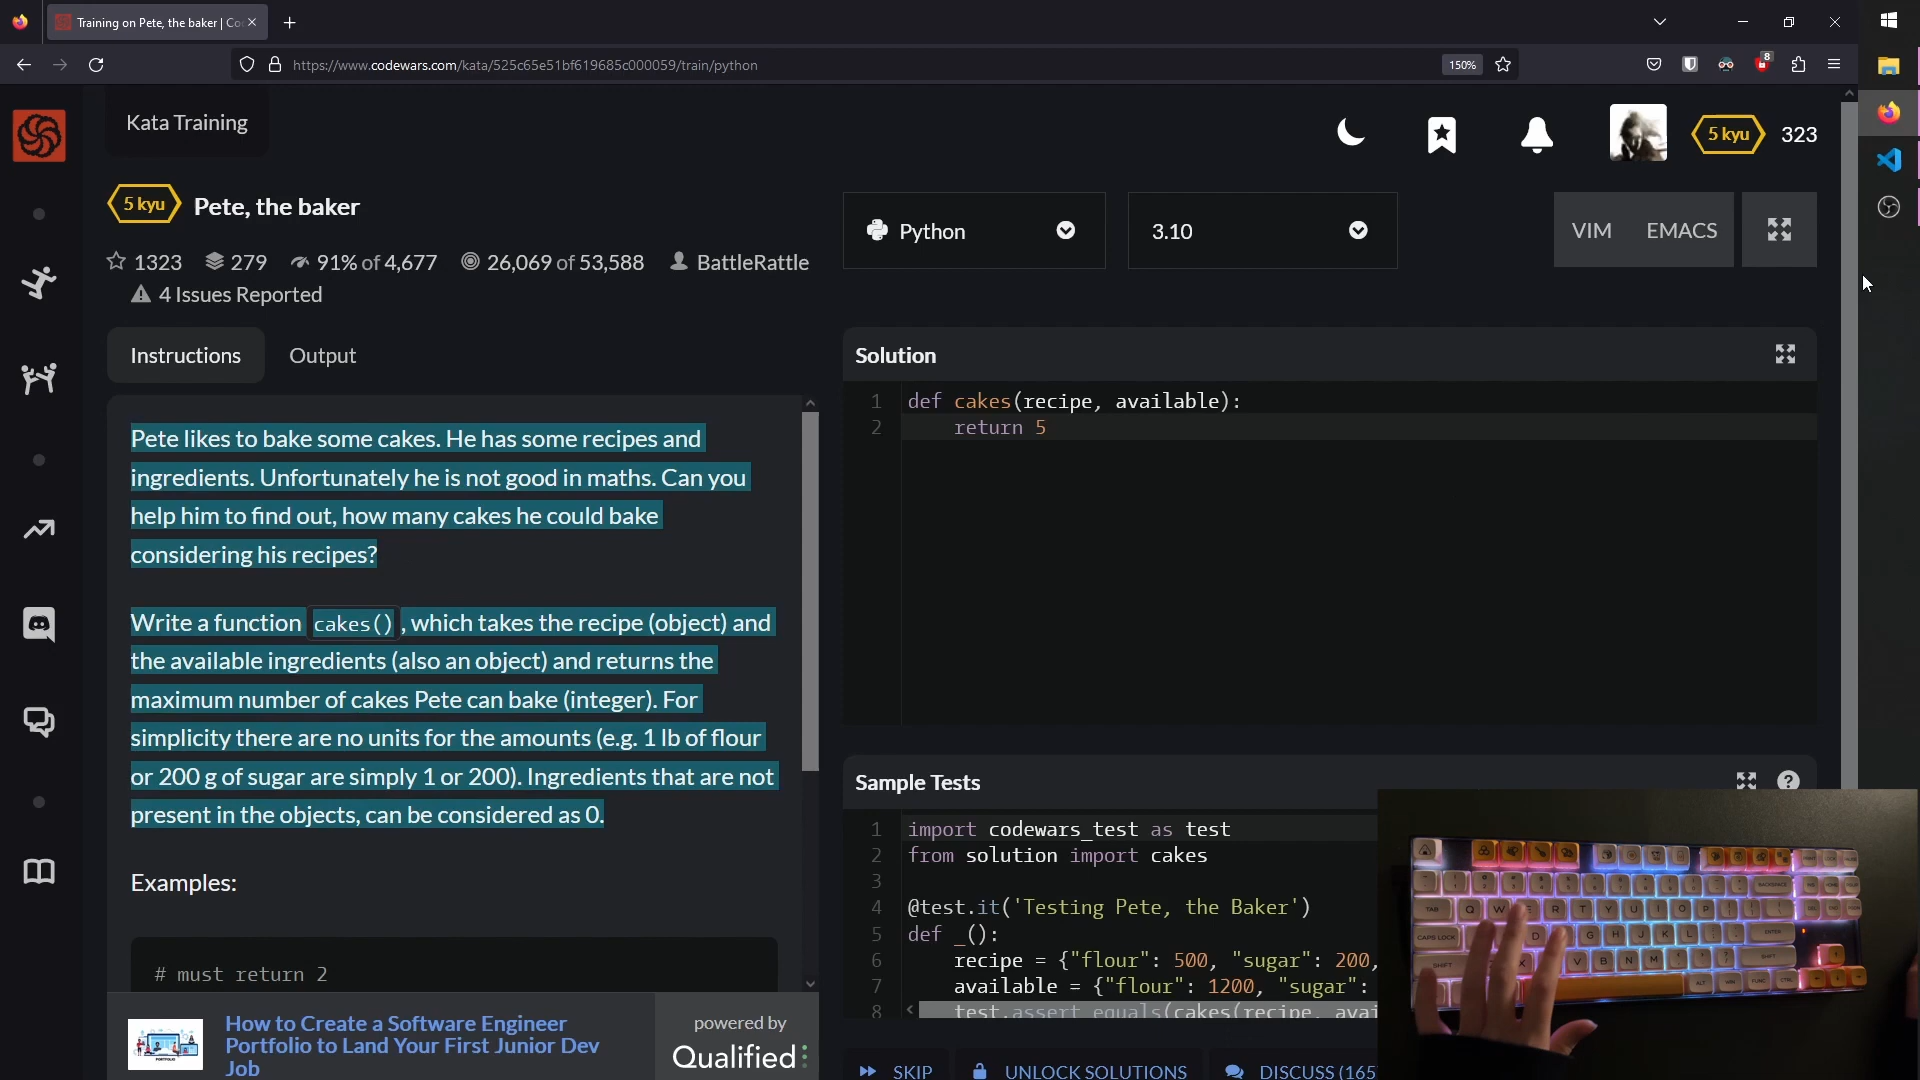 Training on Pete, the baker | Co
https://www.codewars.com/kata/525c65e51bf619685c000059/train/python
150%
8
Kata Training
5 kyu
323
5 kyu
Pete, the baker
1323
279
91% of 4,677
26,069 of 53,588
BattleRattle
4 Issues Reported
Python
3.10
VIM
EMACS
Instructions
Output
Pete likes to bake some cakes. He has some recipes and
ingredients. Unfortunately he is not good in maths. Can you
help him to find out, how many cakes he could bake
considering his recipes?
Write a function cakes(), which takes the recipe (object) and
the available ingredients (also an object) and returns the
maximum number of cakes Pete can bake (integer). For
simplicity there are no units for the amounts (e.g. 1 lb of flour
or 200 g of sugar are simply 1 or 200). Ingredients that are not
present in the objects, can be considered as 0.
Examples:
# must return 2
How to Create a Software Engineer
Portfolio to Land Your First Junior Dev
Job
powered by
Qualified
Solution
1 def cakes(recipe, available):
2 return 5
Sample Tests
1 import codewars_test as test
2 from solution import cakes
3
4 @test.it('Testing Pete, the Baker')
5 def _():
6 recipe = {"flour": 500, "sugar": 200,
7 available = {"flour": 1200, "sugar":
8 test.assert_equals(cakes(recipe, avai
SKIP
UNLOCK SOLUTIONS
DISCUSS (165